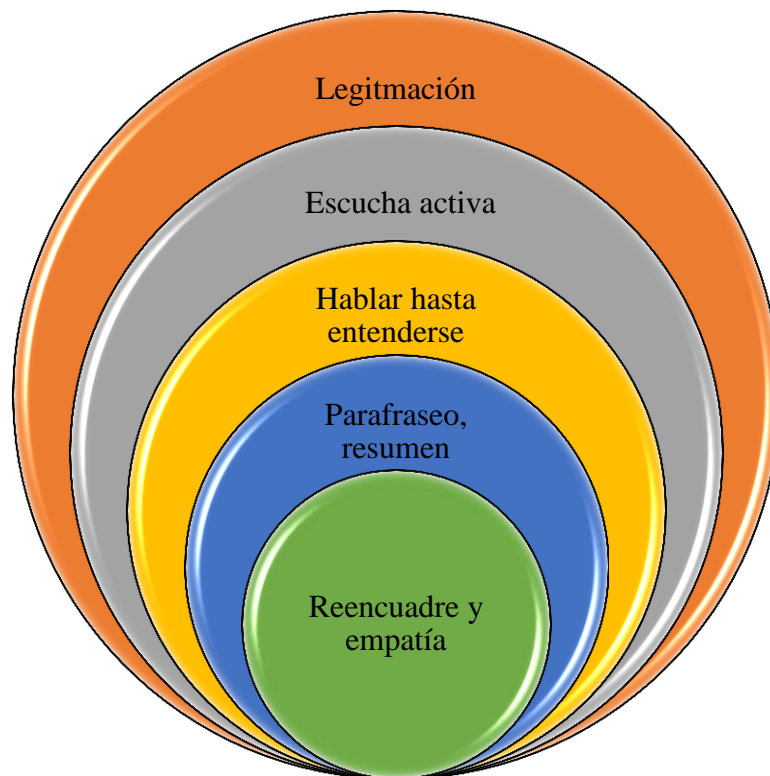 Legitmación
Escucha activa
Hablar hasta
entenderse
Parafraseo,
resumen
Reencuadre y
empatía